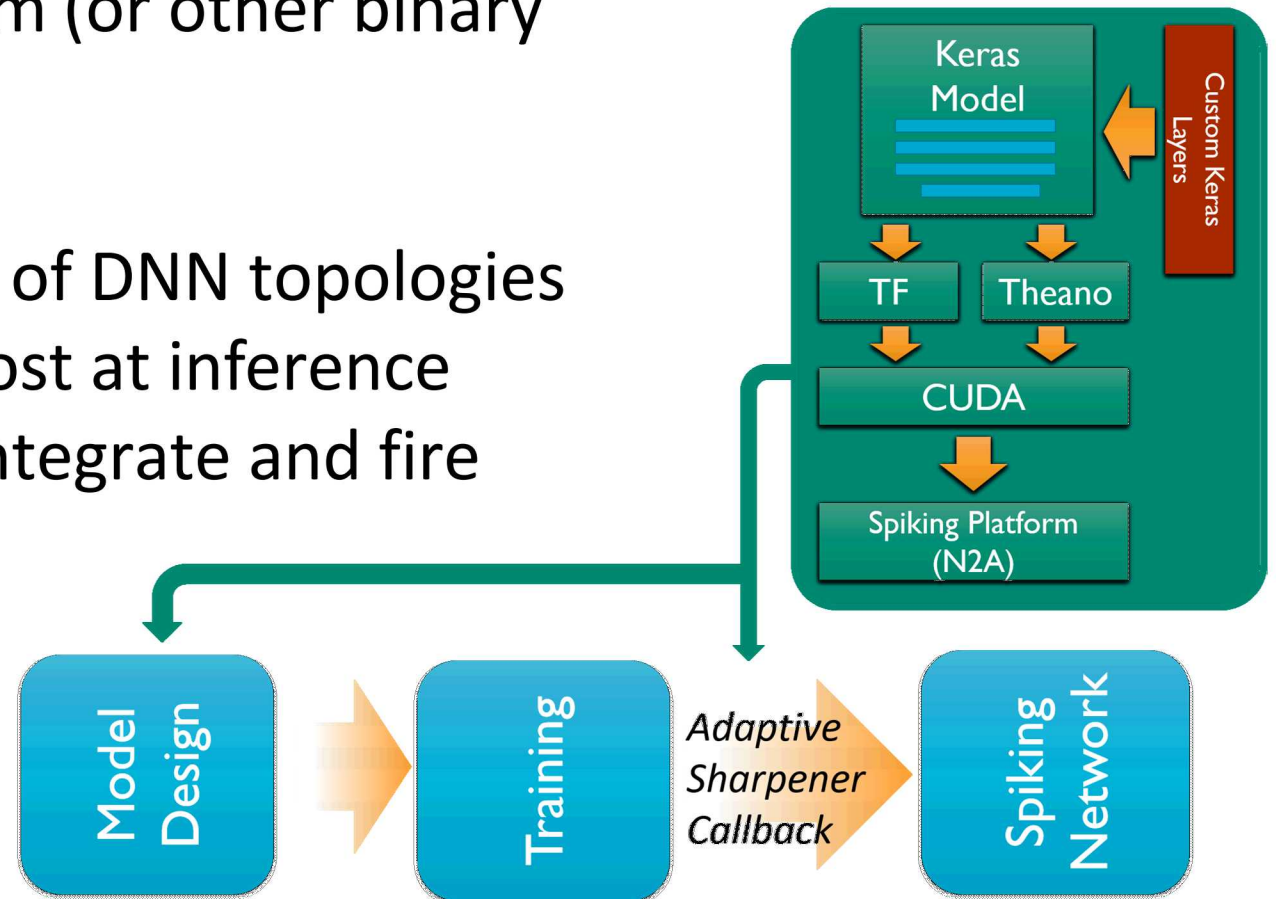 m (or other binary
of DNN topologies
ost at inference
ntegrate and fire
Keras
Model
Custom Keras
Layers
TF
Theano
CUDA
Spiking Platform
(N2A)
Model
Design
Training
Adaptive
Sharpener
Callback
Spiking
Network